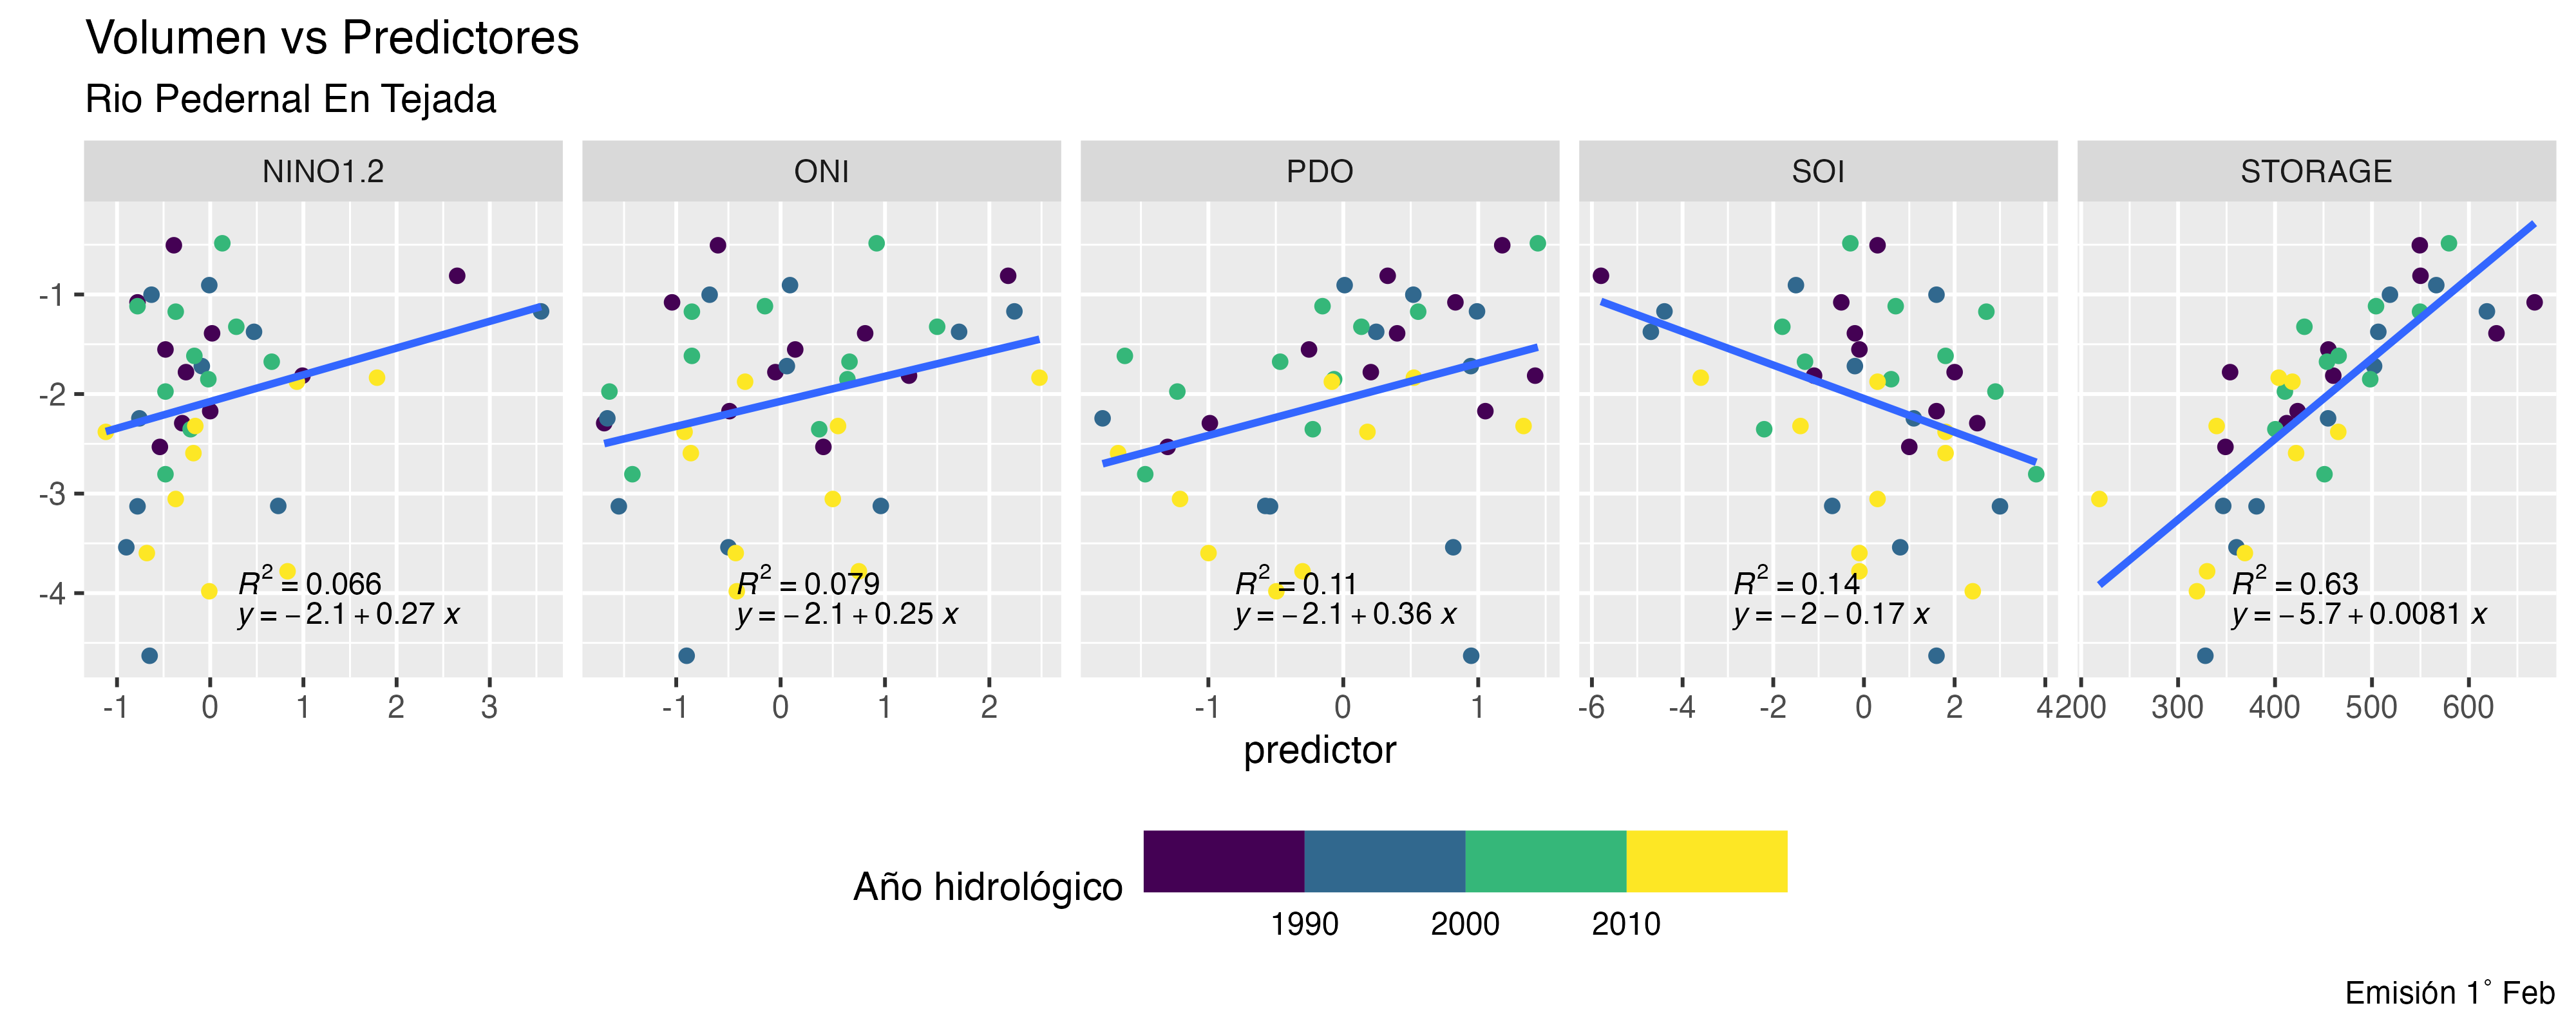 Volumen vs Predictores
Rio Pedernal En Tejada
NINO1.2 ONI PDO SOI STORAGE
-1
-2
-3
-4
R² = 0.066 R² = 0.079 R² = 0.11 R² = 0.14 R² = 0.63
y = −2.1 + 0.27 x y = −2.1 + 0.25 x y = −2.1 + 0.36 x y = −2 − 0.17 x y = −5.7 + 0.0081 x
-1 0 1 2 3 -1 0 1 2 -1 0 1 -6 -4 -2 0 2 4 200 300 400 500 600
predictor
Año hidrológico
1990 2000 2010
Emisión 1° Feb